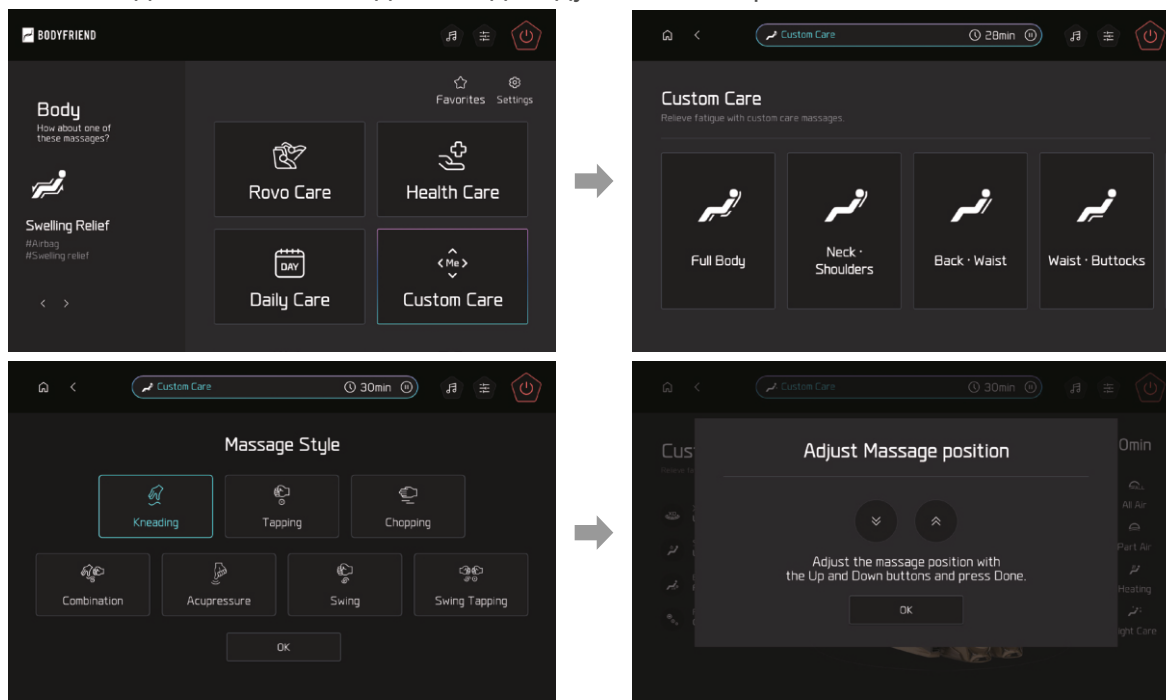 BODYFRIEND
Favorites Settings
Body
How about one of
these massages?
Swelling Relief
#Airbag
#Swelling relief
Rovo Care
Health Care
DAY
Daily Care
Me
Custom Care
Custom Care 28min
Custom Care
Relieve fatigue with custom care massages.
Full Body
Neck ·
Shoulders
Back · Waist
Waist · Buttocks
Custom Care 30min
Massage Style
Kneading
Tapping
Chopping
Combination
Acupressure
Swing
Swing Tapping
OK
Custom Care 30min
Cus
0min
Adjust Massage position
Adjust the massage position with
the Up and Down buttons and press Done.
OK
All Air
Part Air
Heating
ight Care